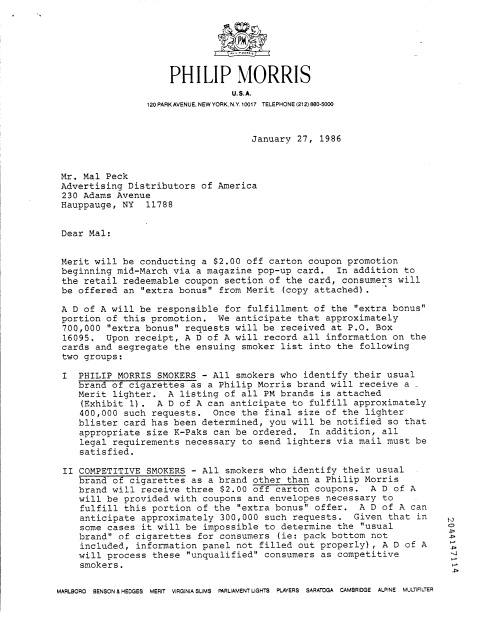 PM
PHILIP MORRIS
U.S.A.
120 PARK AVENUE, NEW YORK, N.Y. 10017 TELEPHONE (212) 880-5000
January 27, 1986
Mr. Mal Peck
Advertising Distributors of America
230 Adams Avenue
Hauppauge, NY 11788
Dear Mal:
Merit will be conducting a $2.00 off carton coupon promotion
beginning mid-March via a magazine pop-up card. In addition to
the retail redeemable coupon section of the card, consumers will
be offered an "extra bonus" from Merit (copy attached).
A D of A will be responsible for fulfillment of the "extra bonus"
portion of this promotion. We anticipate that approximately
700,000 "extra bonus" requests will be received at P.O. Box
16095. Upon receipt, A D of A will record all information on the
cards and segregate the ensuing smoker list into the following
two groups:
I PHILIP MORRIS SMOKERS - All smokers who identify their usual
brand of cigarettes as a Philip Morris brand will receive a
Merit lighter. A listing of all PM brands is attached
(Exhibit 1). A D of A can anticipate to fulfill approximately
400,000 such requests. Once the final size of the lighter
blister card has been determined, you will be notified so that
appropriate size K-Paks can be ordered. In addition, all
legal requirements necessary to send lighters via mail must be
satisfied.
II COMPETITIVE SMOKERS - All smokers who identify their usual
brand of cigarettes as a brand other than a Philip Morris
brand will receive three $2.00 off carton coupons. A D of A
will be provided with coupons and envelopes necessary to
fulfill this portion of the "extra bonus" offer. A D of A can
anticipate approximately 300,000 such requests. Given that in
some cases it will be impossible to determine the "usual
brand" of cigarettes for consumers (ie: pack bottom not
included, information panel not filled out properly), A D of A
will process these "unqualified" consumers as competitive
smokers.
2044147114
MARLBORO BENSON & HEDGES MERIT VIRGINIA SLIMS PARLIAMENT LIGHTS PLAYERS SARATOGA CAMBRIDGE ALPINE MULTIFILTER